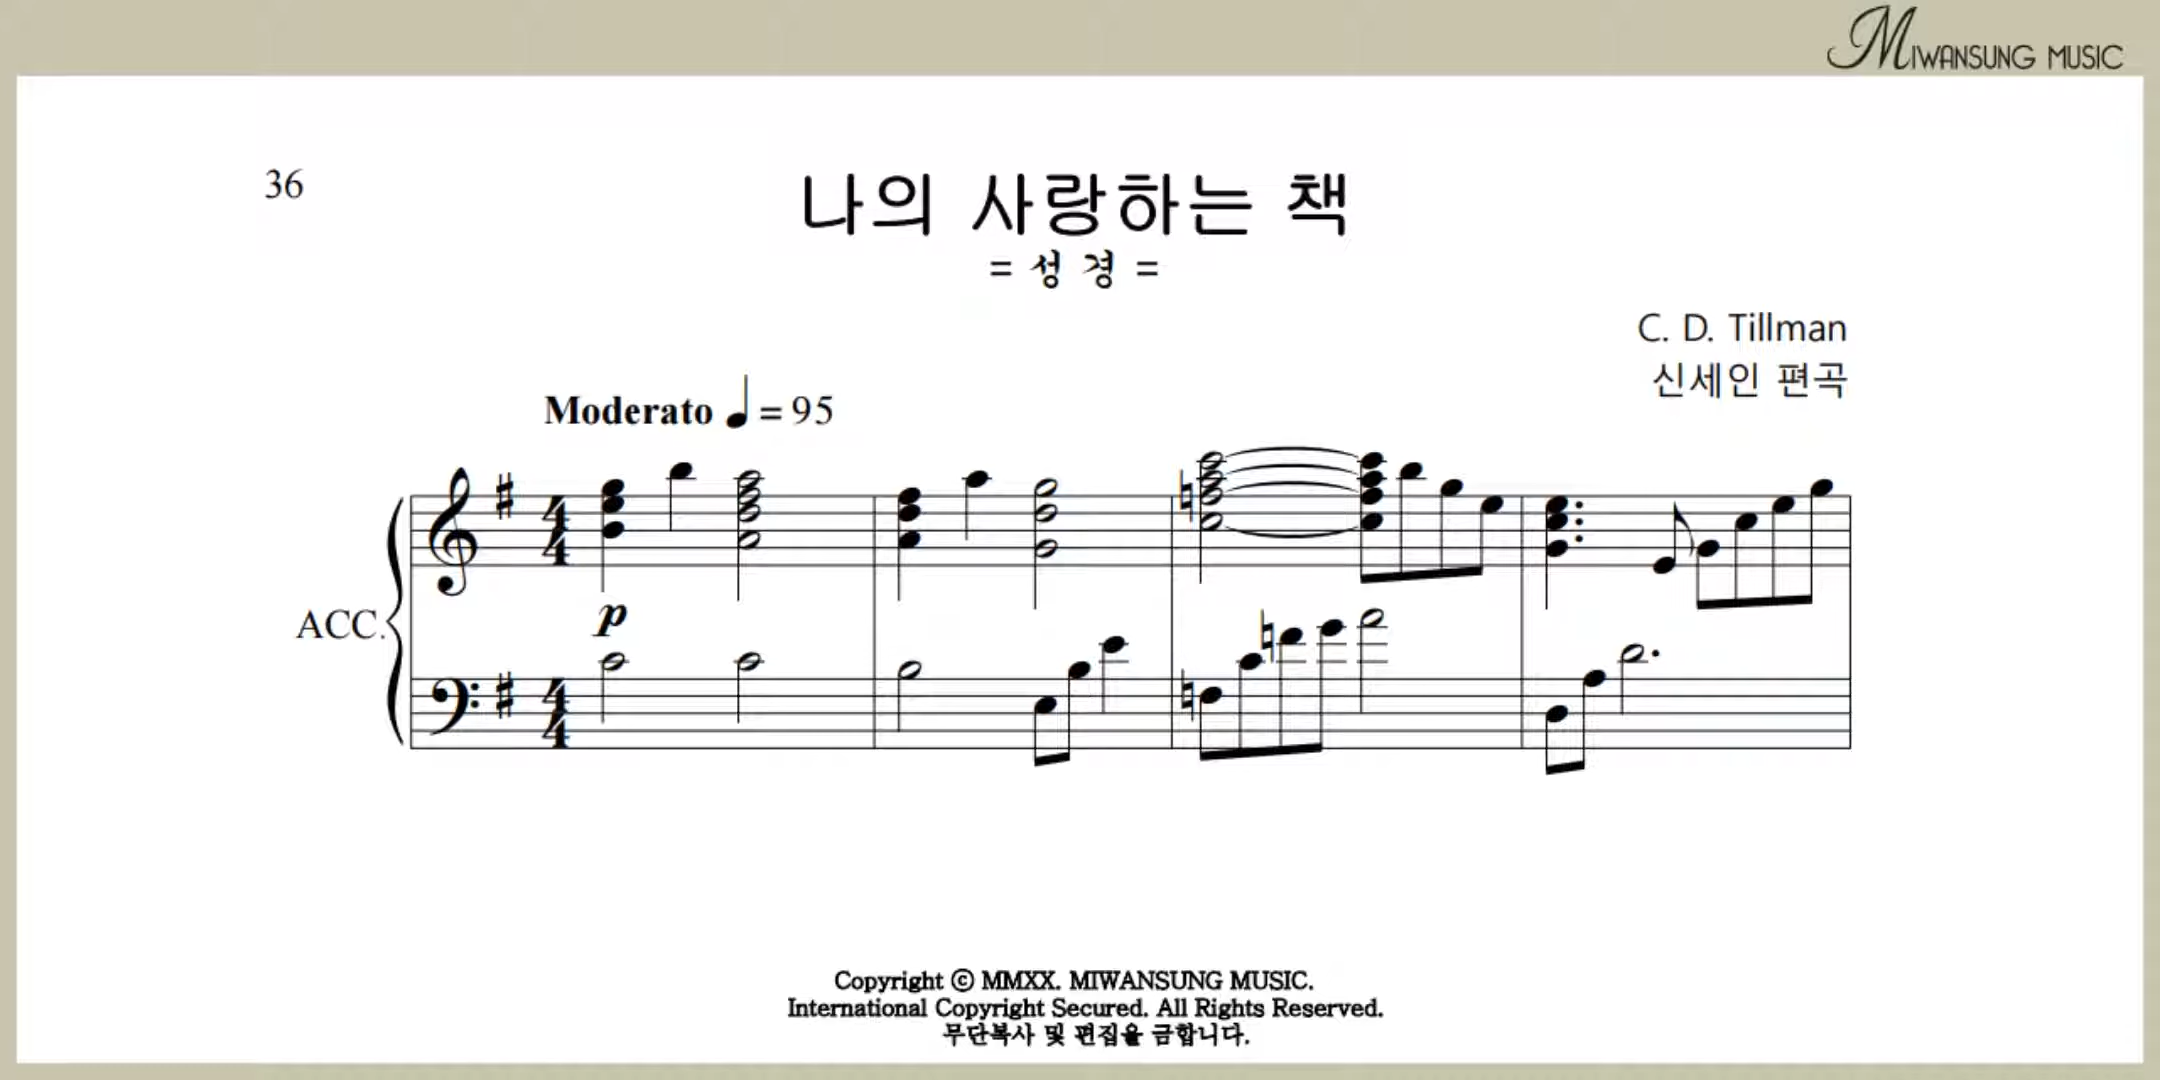 MIWANSUNG MUSIC
36
나의 사랑하는 책
= 성 경 =
C. D. Tillman
신세인 편곡
Moderato ♩ = 95
p
ACC.
Copyright ⓒ MMXX. MIWANSUNG MUSIC.
International Copyright Secured. All Rights Reserved.
무단복사 및 편집을 금합니다.